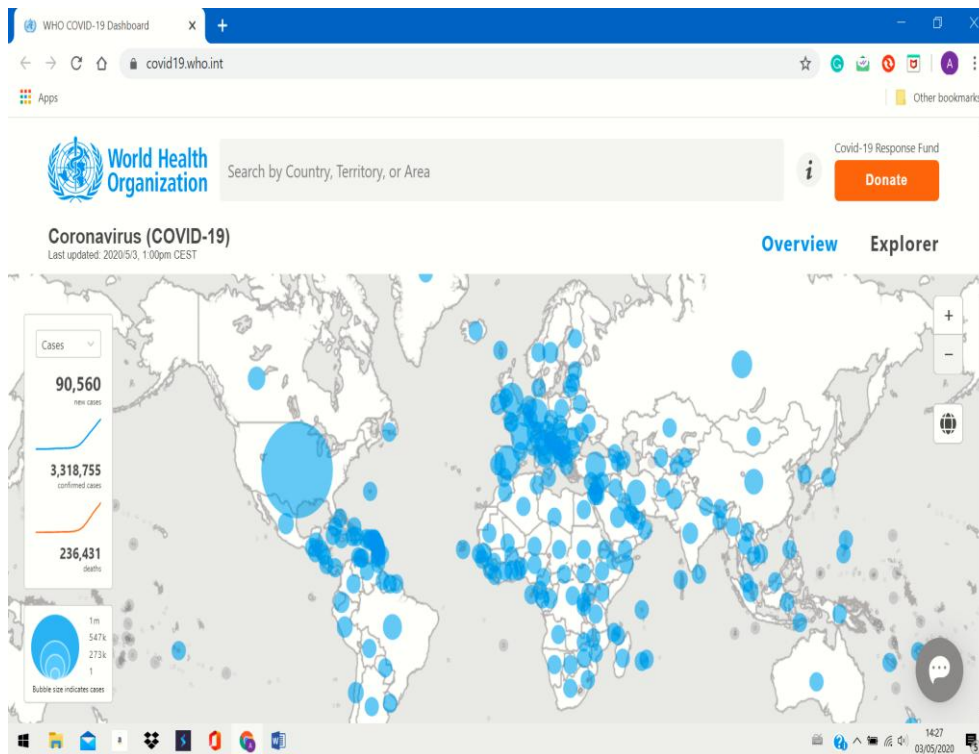 WHO COVID-19 Dashboard
covid19.who.int
Apps
Other bookmarks
World Health
Organization
Search by Country, Territory, or Area
i
Covid-19 Response Fund
Donate
Coronavirus (COVID-19)
Last updated: 2020/5/3, 1:00pm CEST
Overview
Explorer
Cases
90,560
new cases
3,318,755
confirmed cases
236,431
deaths
1m
547k
273k
1
Bubble size indicates cases
14:27
03/05/2020